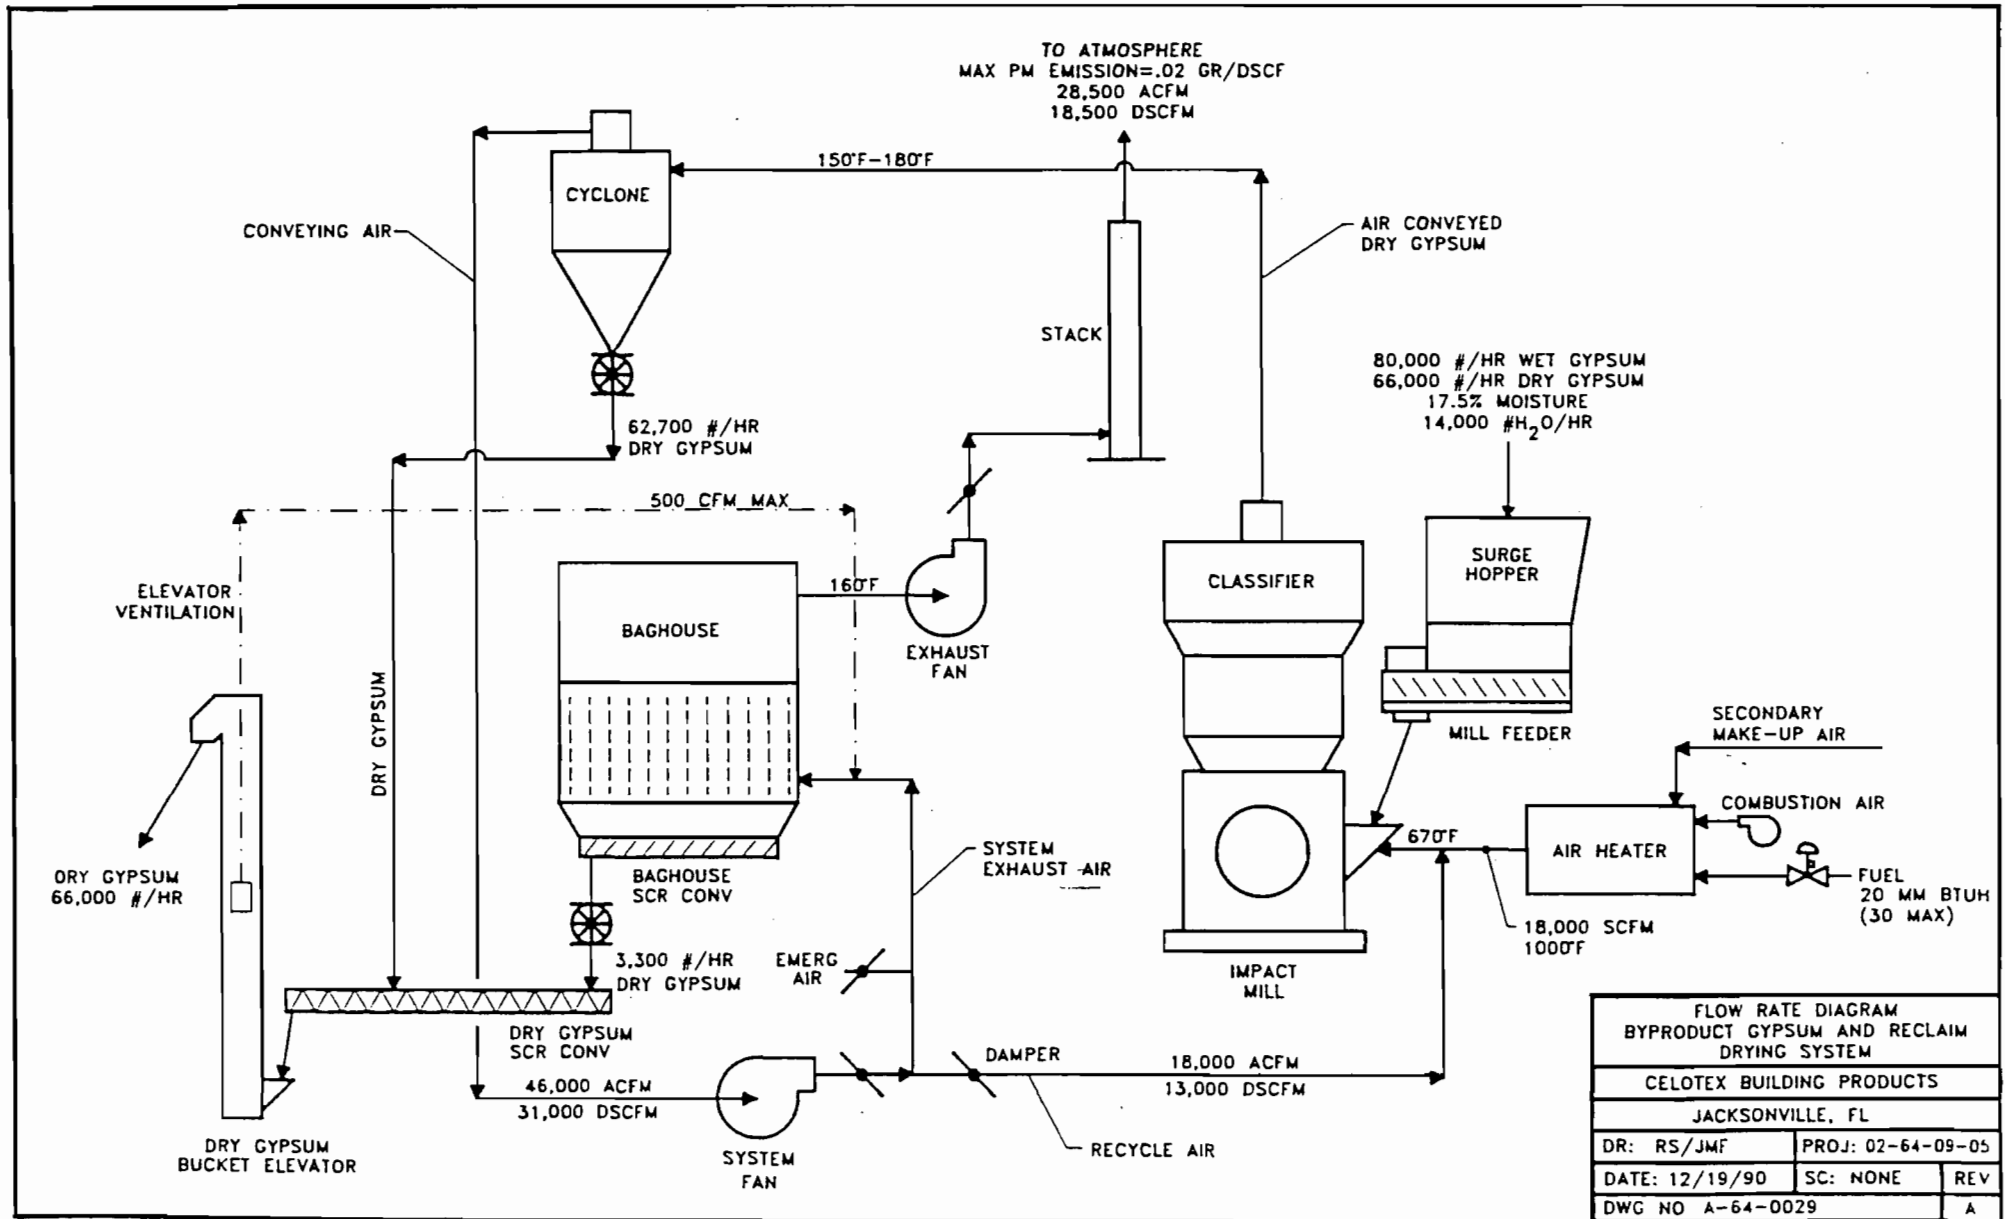 TO ATMOSPHERE
MAX PM EMISSION=.02 GR/DSCF
28,500 ACFM
18,500 DSCFM
150°F-180°F
CYCLONE
CONVEYING AIR
AIR CONVEYED
DRY GYPSUM
STACK
80,000 #/HR WET GYPSUM
66,000 #/HR DRY GYPSUM
17.5% MOISTURE
14,000 #H₂O/HR
62,700 #/HR
DRY GYPSUM
500 CFM MAX
SURGE
HOPPER
CLASSIFIER
ELEVATOR
VENTILATION
160°F
BAGHOUSE
EXHAUST
FAN
DRY GYPSUM
MILL FEEDER
SECONDARY
MAKE-UP AIR
COMBUSTION AIR
670°F
AIR HEATER
SYSTEM
EXHAUST AIR
DRY GYPSUM
66,000 #/HR
BAGHOUSE
SCR CONV
FUEL
20 MM BTUH
(30 MAX)
18,000 SCFM
1000°F
3,300 #/HR
DRY GYPSUM
EMERG
AIR
IMPACT
MILL
DRY GYPSUM
SCR CONV
DAMPER
18,000 ACFM
13,000 DSCFM
46,000 ACFM
31,000 DSCFM
RECYCLE AIR
DRY GYPSUM
BUCKET ELEVATOR
SYSTEM
FAN
FLOW RATE DIAGRAM
BYPRODUCT GYPSUM AND RECLAIM
DRYING SYSTEM
CELOTEX BUILDING PRODUCTS
JACKSONVILLE, FL
DR: RS/JMF PROJ: 02-64-09-05
DATE: 12/19/90 SC: NONE REV
DWG NO A-64-0029 A